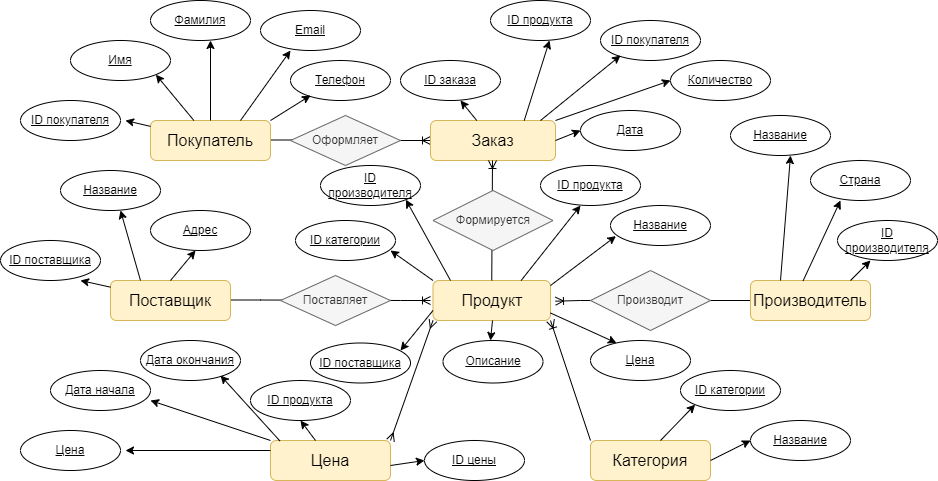 Фамилия
Email
ID продукта
ID покупателя
Имя
Телефон
ID заказа
Количество
ID покупателя
Дата
Название
Покупатель
Оформляет
Заказ
Название
ID
производителя
ID продукта
Страна
Адрес
Формируется
Название
ID категории
ID
производителя
ID поставщика
Поставщик
Поставляет
Продукт
Производит
Производитель
Дата окончания
ID поставщика
Описание
Цена
Дата начала
ID продукта
ID категории
Цена
Название
Цена
ID цены
Категория